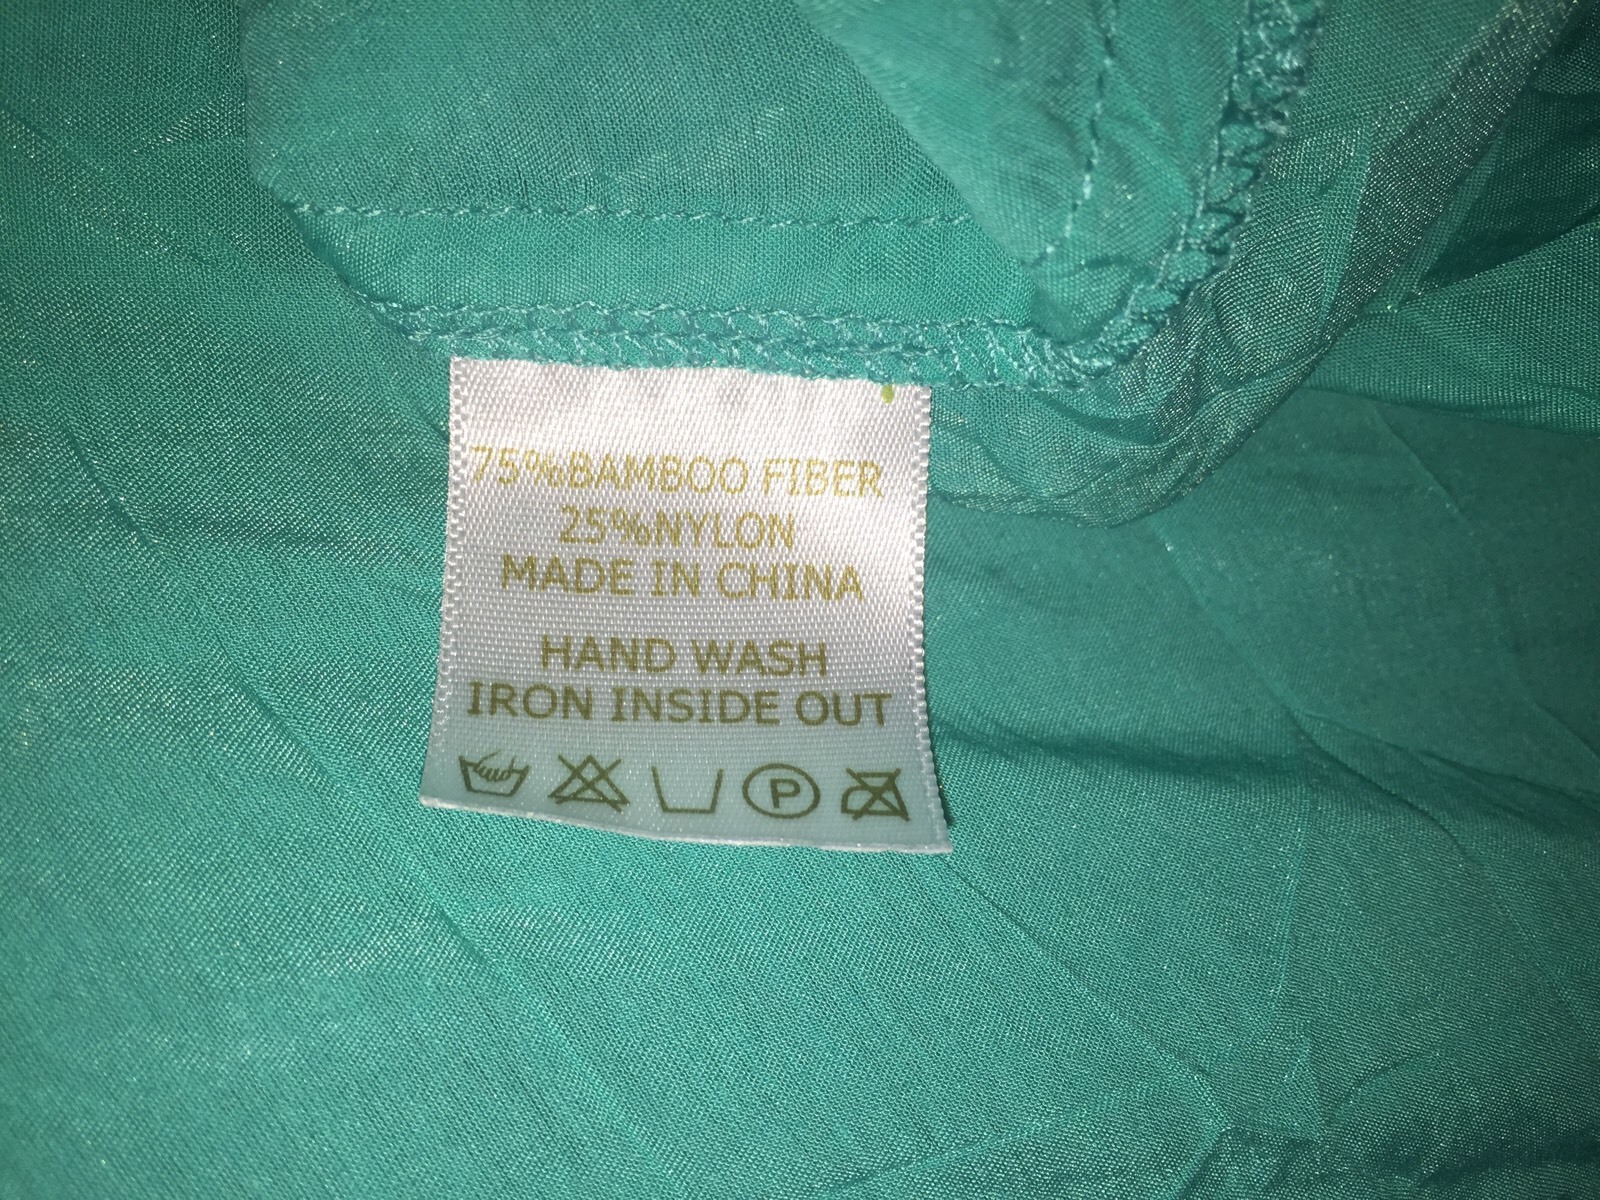 75%BAMBOO FIBER
25%NYLON
MADE IN CHINA
HAND WASH
IRON INSIDE OUT
P